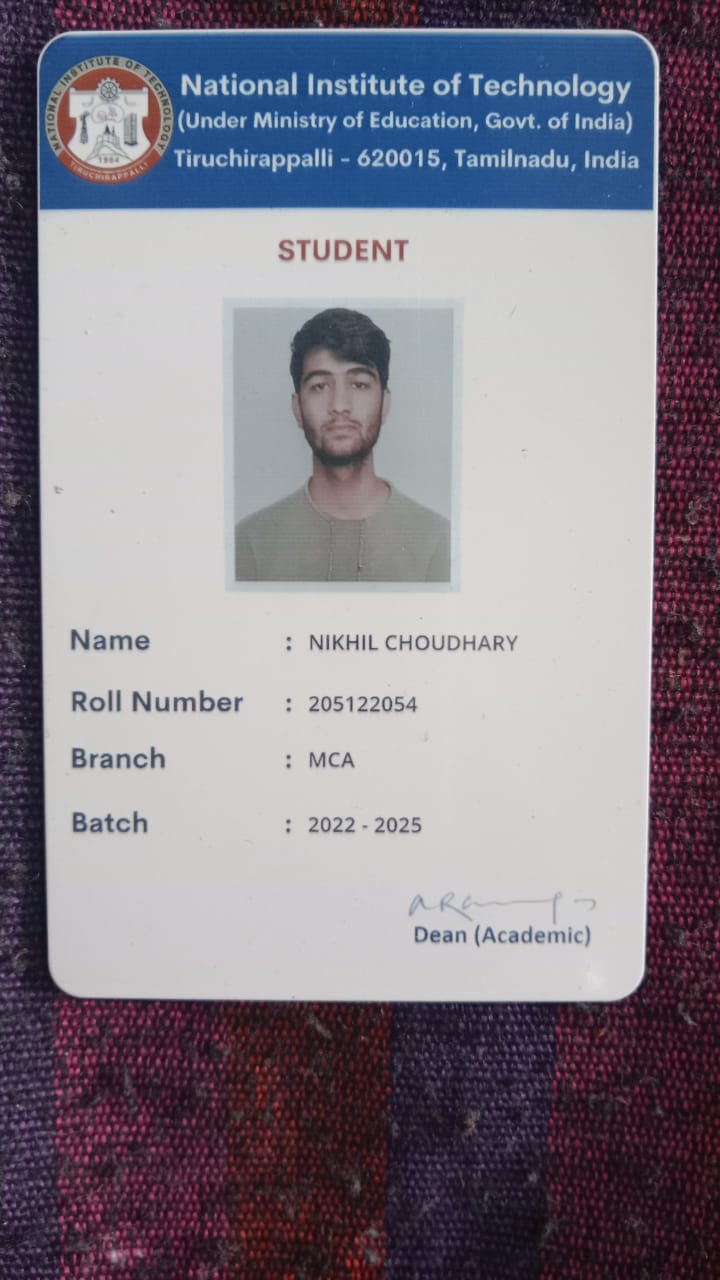 NATIONAL INSTITUTE OF TECHNOLOGY
1964
TIRUCHIRAPPALLI
National Institute of Technology
(Under Ministry of Education, Govt. of India)
Tiruchirappalli - 620015, Tamilnadu, India
STUDENT
Name : NIKHIL CHOUDHARY
Roll Number : 205122054
Branch : MCA
Batch : 2022 - 2025
Dean (Academic)